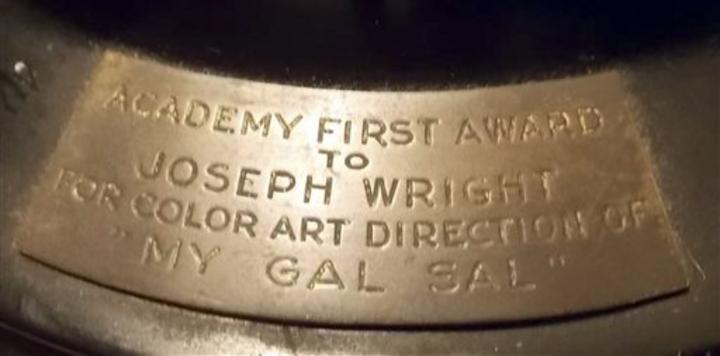 ACADEMY FIRST AWARD
TO
JOSEPH WRIGHT
FOR COLOR ART DIRECTION OF
"MY GAL SAL"